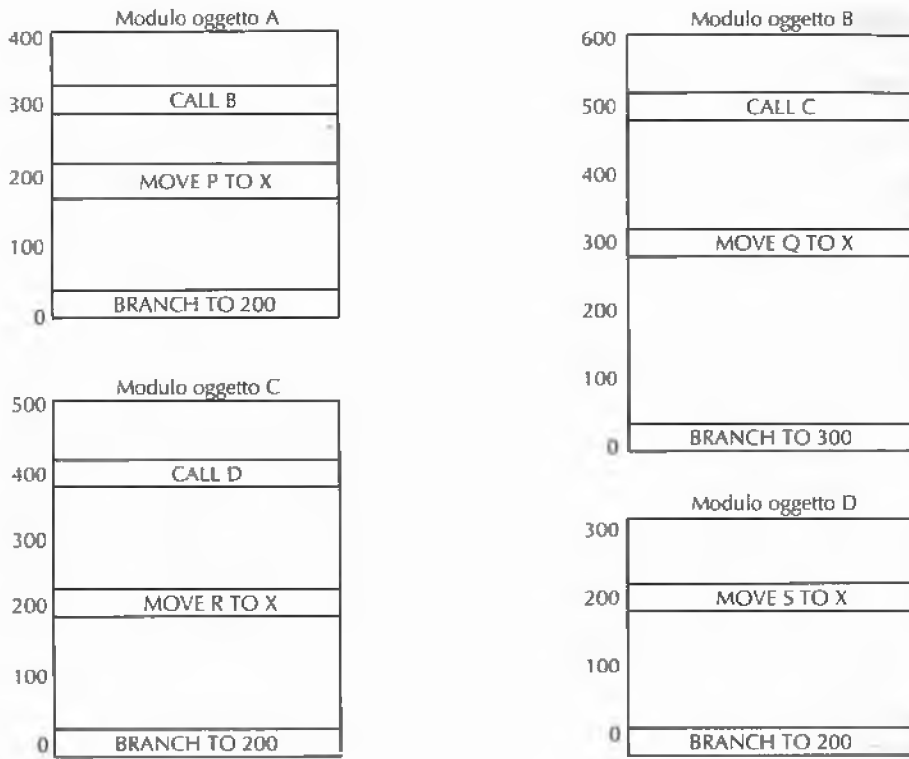 Modulo oggetto A
400
300
CALL B
200
MOVE P TO X
100
BRANCH TO 200
0
Modulo oggetto B
600
500
CALL C
400
300
MOVE Q TO X
200
100
BRANCH TO 300
0
Modulo oggetto C
500
400
CALL D
300
200
MOVE R TO X
100
0
BRANCH TO 200
Modulo oggetto D
300
200
MOVE S TO X
100
0
BRANCH TO 200